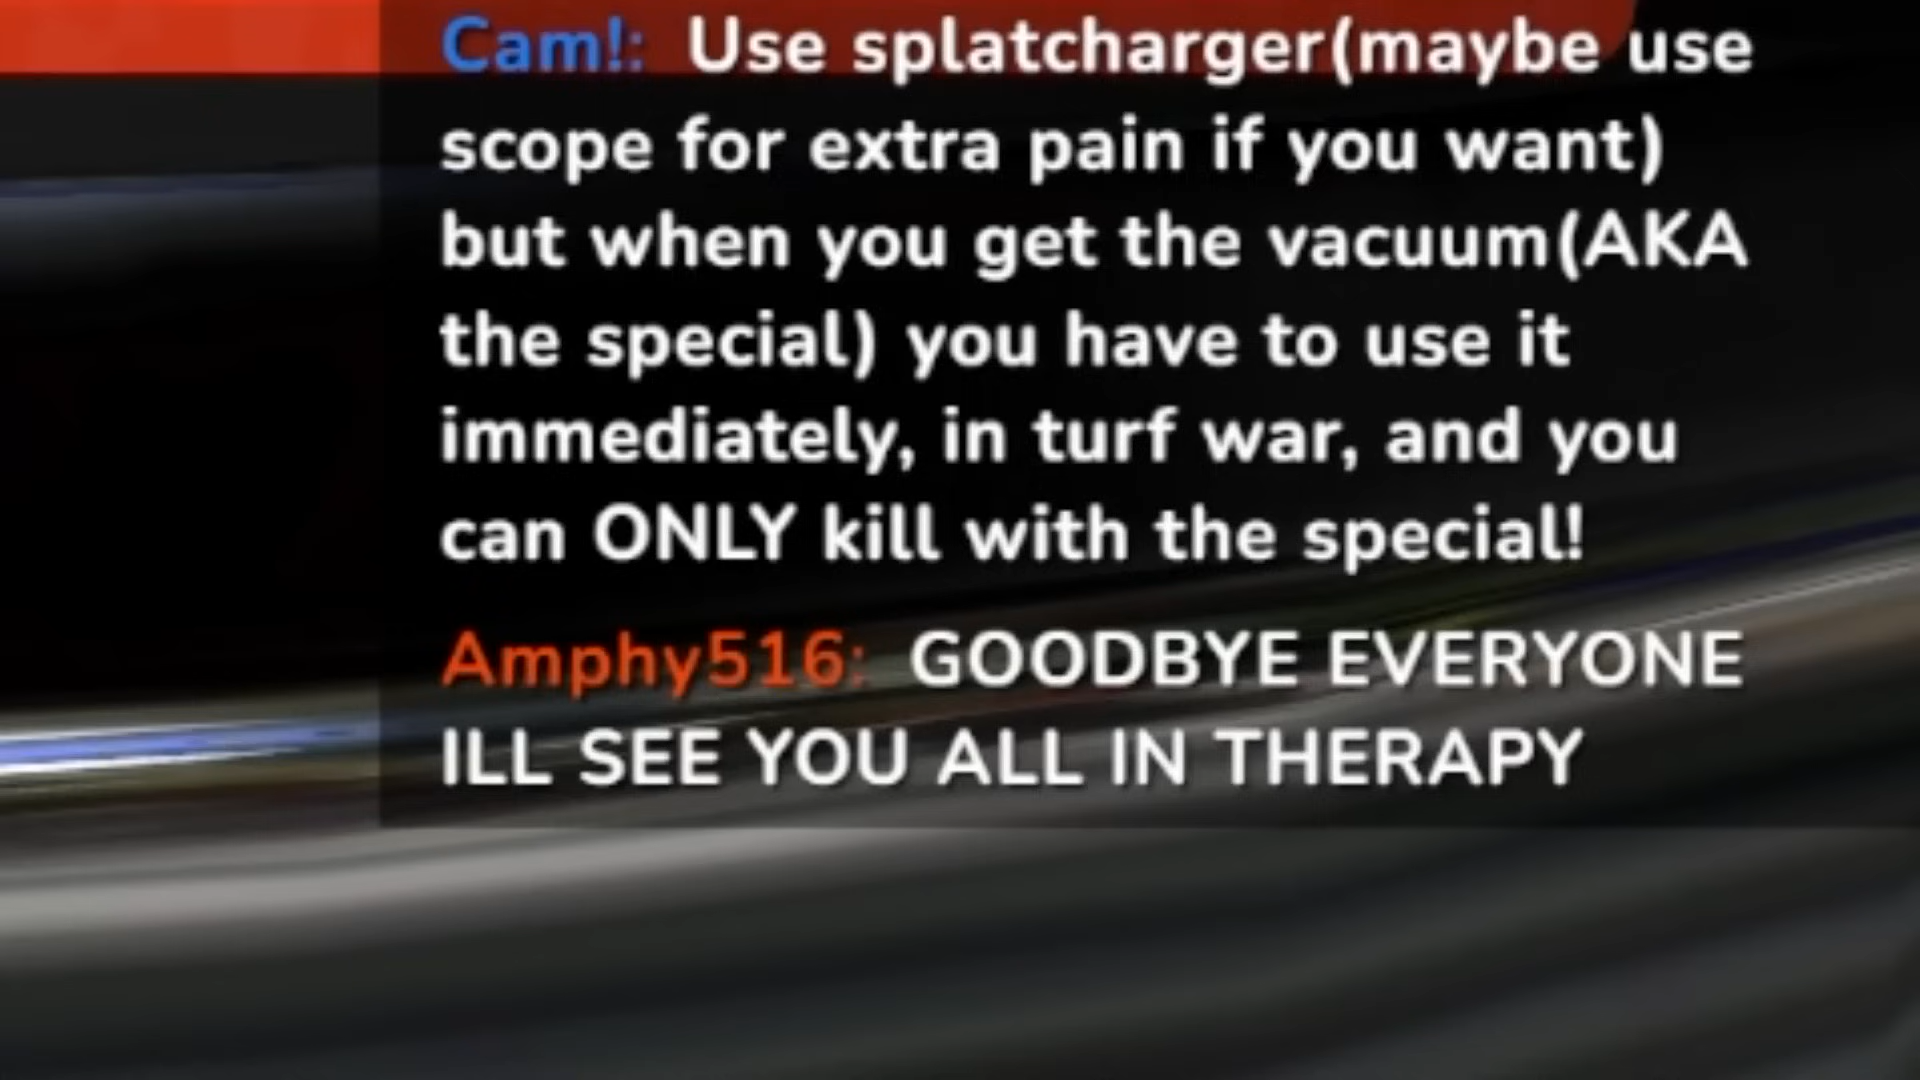 Cam!: Use splatcharger(maybe use
scope for extra pain if you want)
but when you get the vacuum(AKA
the special) you have to use it
immediately, in turf war, and you
can ONLY kill with the special!
Amphy516: GOODBYE EVERYONE
ILL SEE YOU ALL IN THERAPY